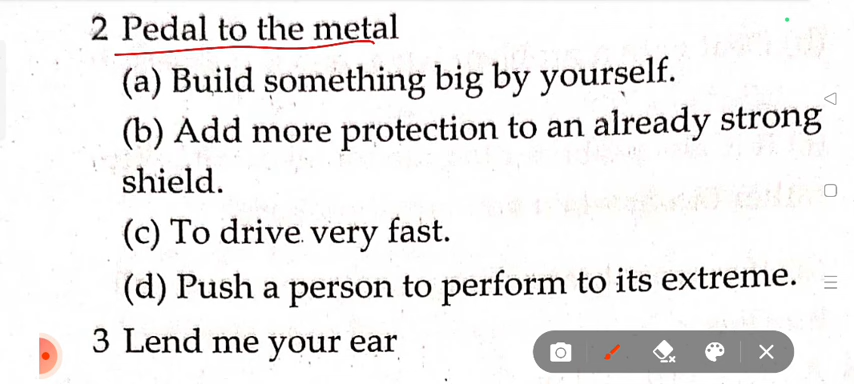 2 Pedal to the metal
(a) Build something big by yourself.
(b) Add more protection to an already strong
shield.
(c) To drive very fast.
(d) Push a person to perform to its extreme.
3 Lend me your ear